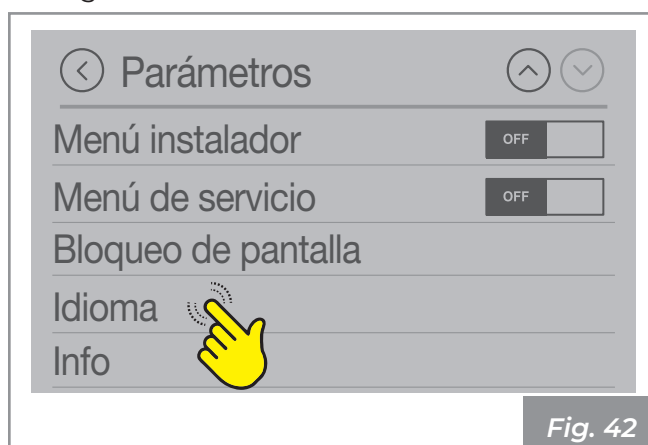 Parámetros
Menú instalador OFF
Menú de servicio OFF
Bloqueo de pantalla
Idioma
Info
Fig. 42